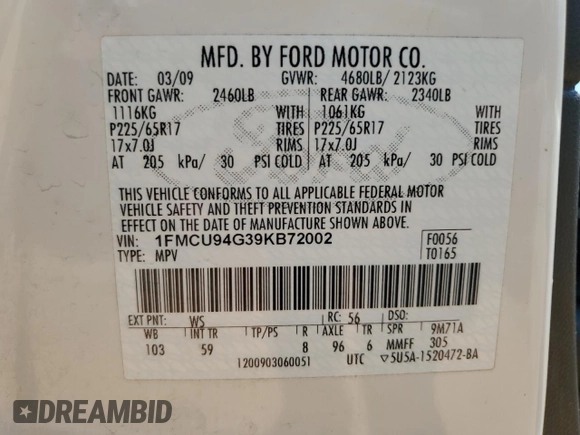 MFD. BY FORD MOTOR CO.
DATE: 03/09 GVWR: 4680LB/ 2123KG
FRONT GAWR: 2460LB REAR GAWR: 2340LB
1116KG WITH 1061KG WITH
P225/65R17 TIRES P225/65R17 TIRES
17x7.0J RIMS 17x7.0J RIMS
AT 205 kPa/ 30 PSI COLD AT 205 kPa/ 30 PSI COLD
Ford
THIS VEHICLE CONFORMS TO ALL APPLICABLE FEDERAL MOTOR
VEHICLE SAFETY AND THEFT PREVENTION STANDARDS IN
EFFECT ON THE DATE OF MANUFACTURE SHOWN ABOVE.
VIN: 1FMCU94G39KB72002 F0056
TYPE: MPV T0165
EXT PNT: WS RC: 56 DSO:
WB INT TR TP/PS R AXLE TR SPR 9M71A
103 59 8 96 6 MMFF 305
1200903060051 UTC ▽5U5A-1520472-BA
DREAMBID